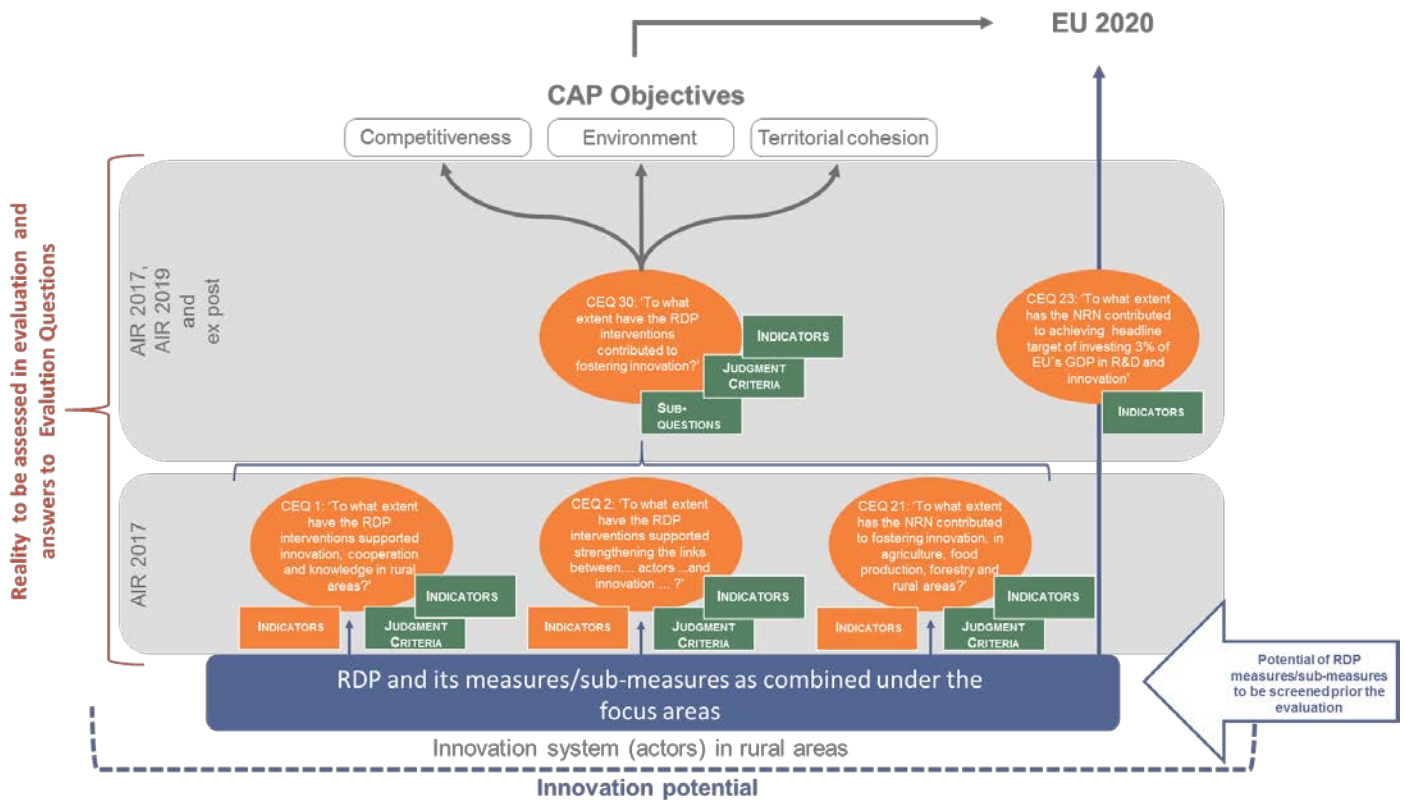 EU 2020
CAP Objectives
Competitiveness
Environment
Territorial cohesion
Reality to be assessed in evaluation and
answers to Evalution Questions
AIR 2017,
AIR 2019
and
ex post
CEQ 30: ‘To what
extent have the RDP
interventions
contributed to
fostering innovation?’
INDICATORS
JUDGMENT
CRITERIA
SUB-
QUESTIONS
CEQ 23: ‘To what
extent has the NRN
contributed to
to achieving headline
target of investing 3% of
EU´s GDP in R&D and
innovation’
INDICATORS
AIR 2017
CEQ 1: ‘To what extent
have the RDP
interventions supported
innovation, cooperation
and knowledge in rural
areas?’
INDICATORS
JUDGMENT
CRITERIA
INDICATORS
CEQ 2: ‘To what extent
have the RDP
interventions supported
strengthening the links
between.... actors ...and
innovation ... ?’
INDICATORS
JUDGMENT
CRITERIA
INDICATORS
CEQ 21: ‘To what extent
has the NRN contributed
to fostering innovation, in
agriculture, food
production, forestry and
rural areas?’
INDICATORS
JUDGMENT
CRITERIA
INDICATORS
RDP and its measures/sub-measures as combined under the
focus areas
Potential of RDP
measures/sub-measures
to be screened prior the
evaluation
Innovation system (actors) in rural areas
Innovation potential